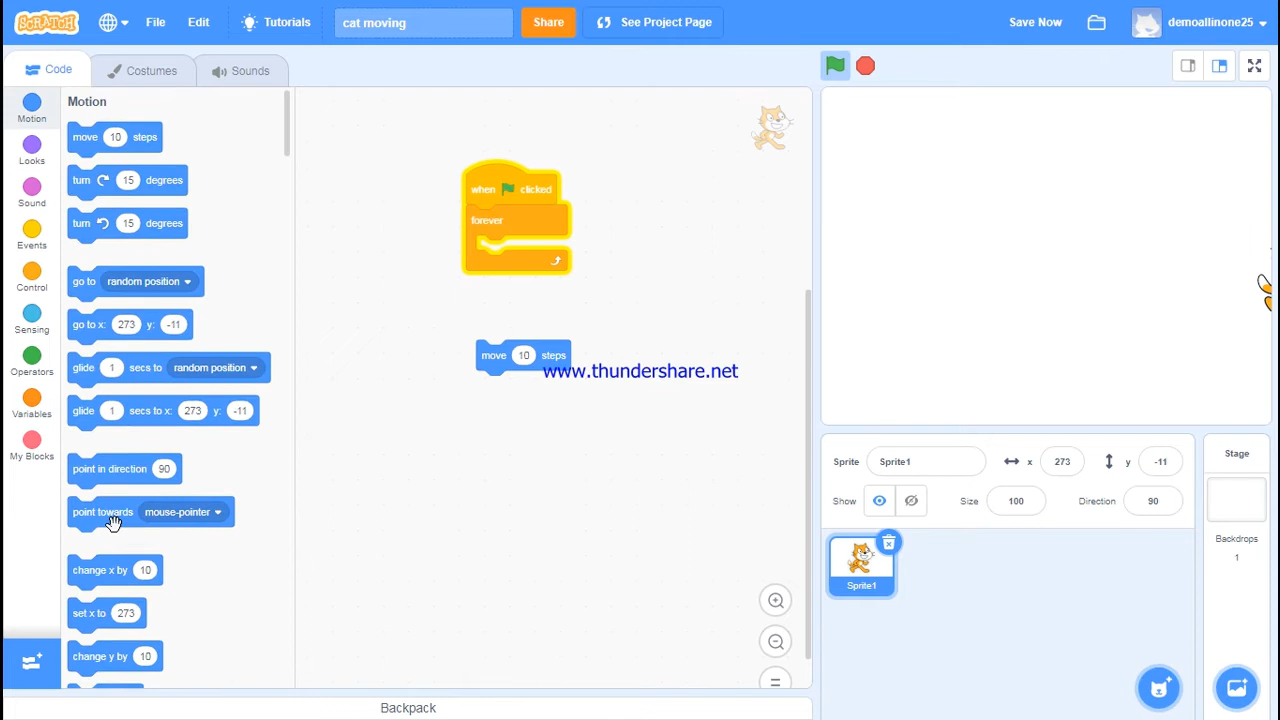 SCRATCH File Edit Tutorials cat moving Share See Project Page Save Now demoallinone25
Code Costumes Sounds
Motion
Looks
Sound
Events
Control
Sensing
Operators
Variables
My Blocks
Motion
move 10 steps
turn 15 degrees
turn 15 degrees
go to random position
go to x: 273 y: -11
glide 1 secs to random position
glide 1 secs to x: 273 y: -11
point in direction 90
point towards mouse-pointer
change x by 10
set x to 273
change y by 10
when clicked
forever
move 10 steps
www.thundershare.net
Sprite Sprite1 x 273 y -11
Show Size 100 Direction 90
Sprite1
Stage
Backdrops
1
Backpack